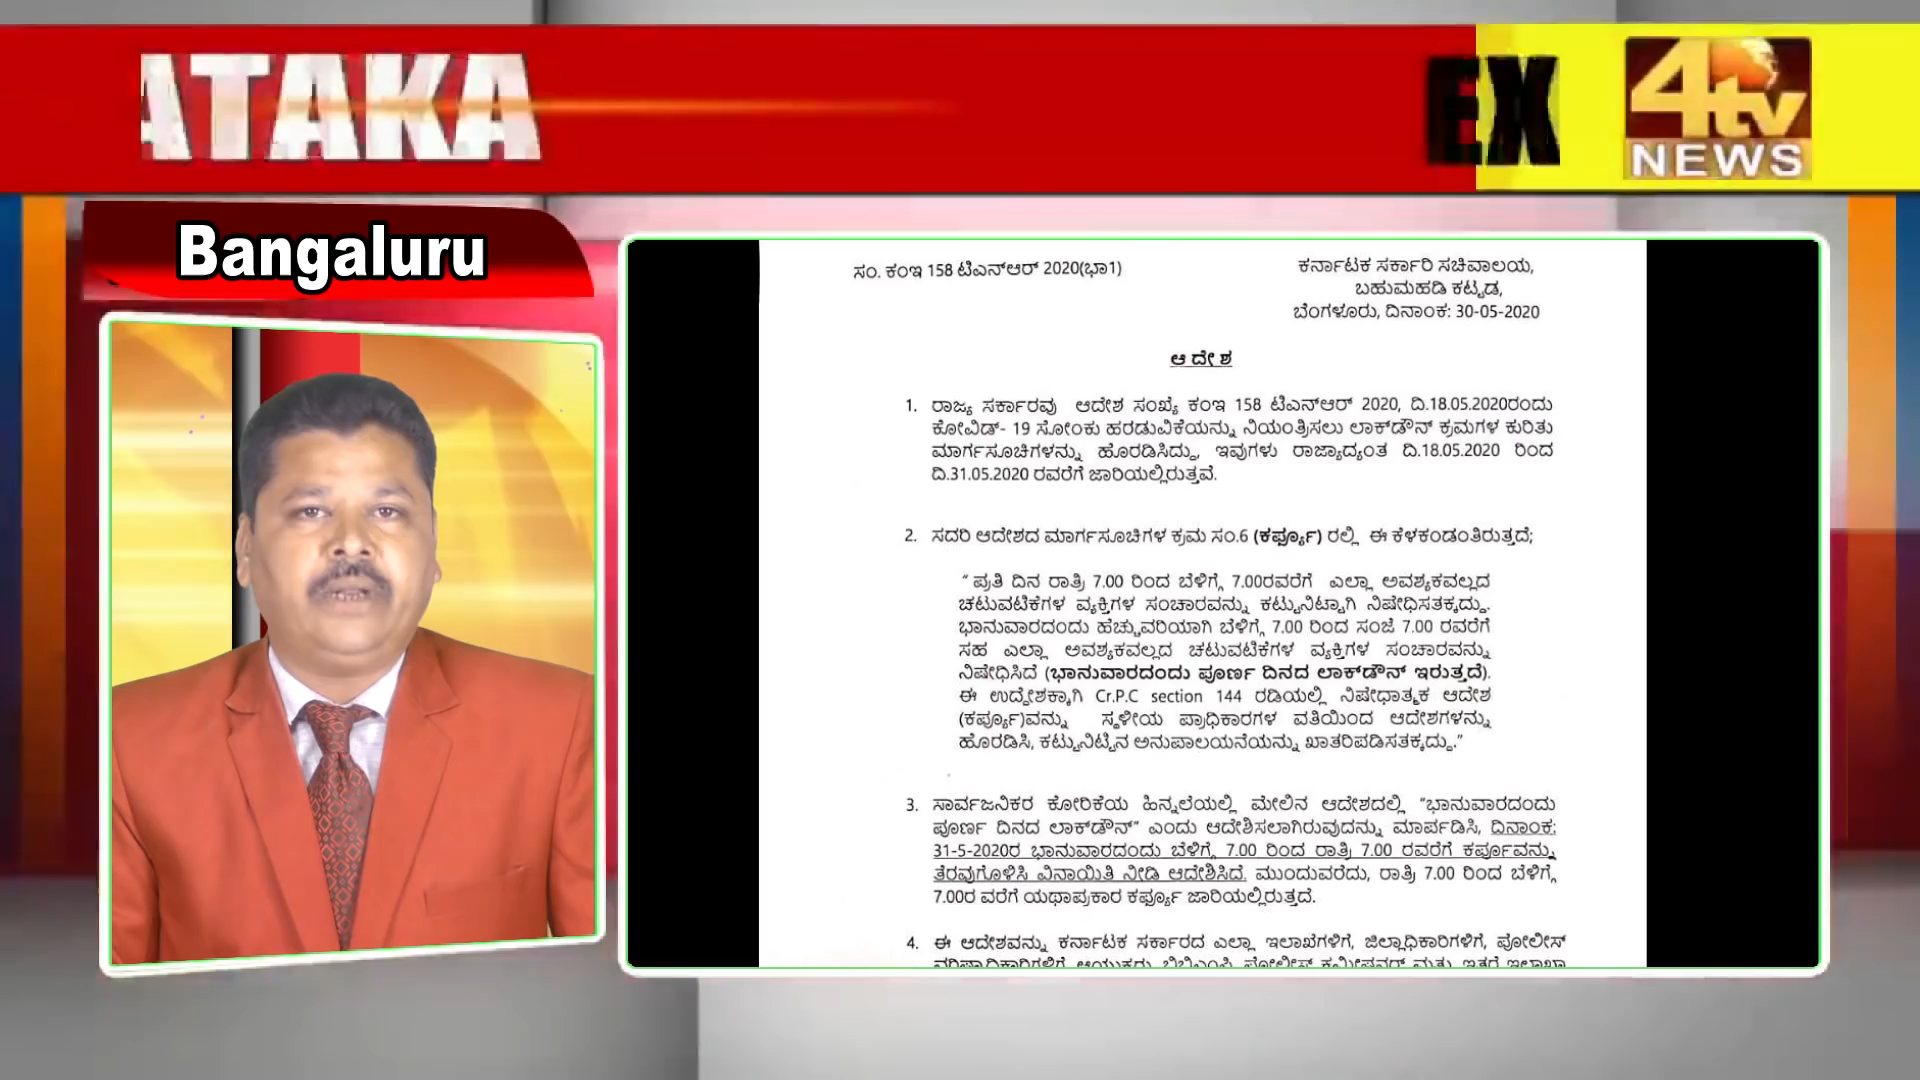 ATAKA
EX
4tv
NEWS
Bangaluru
ಸಂ. ಕಂಇ 158 ಟಿಎನ್ಆರ್ 2020(ಭಾ1)
ಕರ್ನಾಟಕ ಸರ್ಕಾರಿ ಸಚಿವಾಲಯ,
ಬಹುಮಹಡಿ ಕಟ್ಟಡ,
ಬೆಂಗಳೂರು, ದಿನಾಂಕ: 30-05-2020
ಆ ದೇ ಶ
1. ರಾಜ್ಯ ಸರ್ಕಾರವು ಆದೇಶ ಸಂಖ್ಯೆ ಕಂಇ 158 ಟಿಎನ್ಆರ್ 2020, ದಿ.18.05.2020ರಂದು
ಕೋವಿಡ್- 19 ಸೋಂಕು ಹರಡುವಿಕೆಯನ್ನು ನಿಯಂತ್ರಿಸಲು ಲಾಕ್‌ಡೌನ್ ಕ್ರಮಗಳ ಕುರಿತು
ಮಾರ್ಗಸೂಚಿಗಳನ್ನು ಹೊರಡಿಸಿದ್ದು, ಇವುಗಳು ರಾಜ್ಯಾದ್ಯಂತ ದಿ.18.05.2020 ರಿಂದ
ದಿ.31.05.2020 ರವರೆಗೆ ಜಾರಿಯಲ್ಲಿರುತ್ತವೆ.
2. ಸದರಿ ಆದೇಶದ ಮಾರ್ಗಸೂಚಿಗಳ ಕ್ರಮ ಸಂ.6 (ಕರ್ಫ್ಯೂ) ರಲ್ಲಿ ಈ ಕೆಳಕಂಡಂತಿರುತ್ತದೆ;
“ ಪ್ರತಿ ದಿನ ರಾತ್ರಿ 7.00 ರಿಂದ ಬೆಳಿಗ್ಗೆ 7.00ರವರೆಗೆ ಎಲ್ಲಾ ಅವಶ್ಯಕವಲ್ಲದ
ಚಟುವಟಿಕೆಗಳ ವ್ಯಕ್ತಿಗಳ ಸಂಚಾರವನ್ನು ಕಟ್ಟುನಿಟ್ಟಾಗಿ ನಿಷೇಧಿಸತಕ್ಕದ್ದು.
ಭಾನುವಾರದಂದು ಹೆಚ್ಚುವರಿಯಾಗಿ ಬೆಳಿಗ್ಗೆ 7.00 ರಿಂದ ಸಂಜೆ 7.00 ರವರೆಗೆ
ಸಹ ಎಲ್ಲಾ ಅವಶ್ಯಕವಲ್ಲದ ಚಟುವಟಿಕೆಗಳ ವ್ಯಕ್ತಿಗಳ ಸಂಚಾರವನ್ನು
ನಿಷೇಧಿಸಿದೆ (ಭಾನುವಾರದಂದು ಪೂರ್ಣ ದಿನದ ಲಾಕ್‌ಡೌನ್ ಇರುತ್ತದೆ).
ಈ ಉದ್ದೇಶಕ್ಕಾಗಿ Cr.P.C section 144 ರಡಿಯಲ್ಲಿ ನಿಷೇಧಾತ್ಮಕ ಆದೇಶ
(ಕರ್ಫ್ಯೂ)ವನ್ನು ಸ್ಥಳೀಯ ಪ್ರಾಧಿಕಾರಗಳ ವತಿಯಿಂದ ಆದೇಶಗಳನ್ನು
ಹೊರಡಿಸಿ, ಕಟ್ಟುನಿಟ್ಟಿನ ಅನುಪಾಲಯನೆಯನ್ನು ಖಾತರಿಪಡಿಸತಕ್ಕದ್ದು.”
3. ಸಾರ್ವಜನಿಕರ ಕೋರಿಕೆಯ ಹಿನ್ನಲೆಯಲ್ಲಿ ಮೇಲಿನ ಆದೇಶದಲ್ಲಿ “ಭಾನುವಾರದಂದು
ಪೂರ್ಣ ದಿನದ ಲಾಕ್‌ಡೌನ್” ಎಂದು ಆದೇಶಿಸಲಾಗಿರುವುದನ್ನು ಮಾರ್ಪಡಿಸಿ, ದಿನಾಂಕ:
31-5-2020ರ ಭಾನುವಾರದಂದು ಬೆಳಿಗ್ಗೆ 7.00 ರಿಂದ ರಾತ್ರಿ 7.00 ರವರೆಗೆ ಕರ್ಪೂವನ್ನು
ತೆರವುಗೊಳಿಸಿ ವಿನಾಯಿತಿ ನೀಡಿ ಆದೇಶಿಸಿದೆ. ಮುಂದುವರೆದು, ರಾತ್ರಿ 7.00 ರಿಂದ ಬೆಳಿಗ್ಗೆ
7.00ರ ವರೆಗೆ ಯಥಾಪ್ರಕಾರ ಕರ್ಫ್ಯೂ ಜಾರಿಯಲ್ಲಿರುತ್ತದೆ.
4. ಈ ಆದೇಶವನ್ನು ಕರ್ನಾಟಕ ಸರ್ಕಾರದ ಎಲ್ಲಾ ಇಲಾಖೆಗಳಿಗೆ, ಜಿಲ್ಲಾಧಿಕಾರಿಗಳಿಗೆ, ಪೋಲೀಸ್